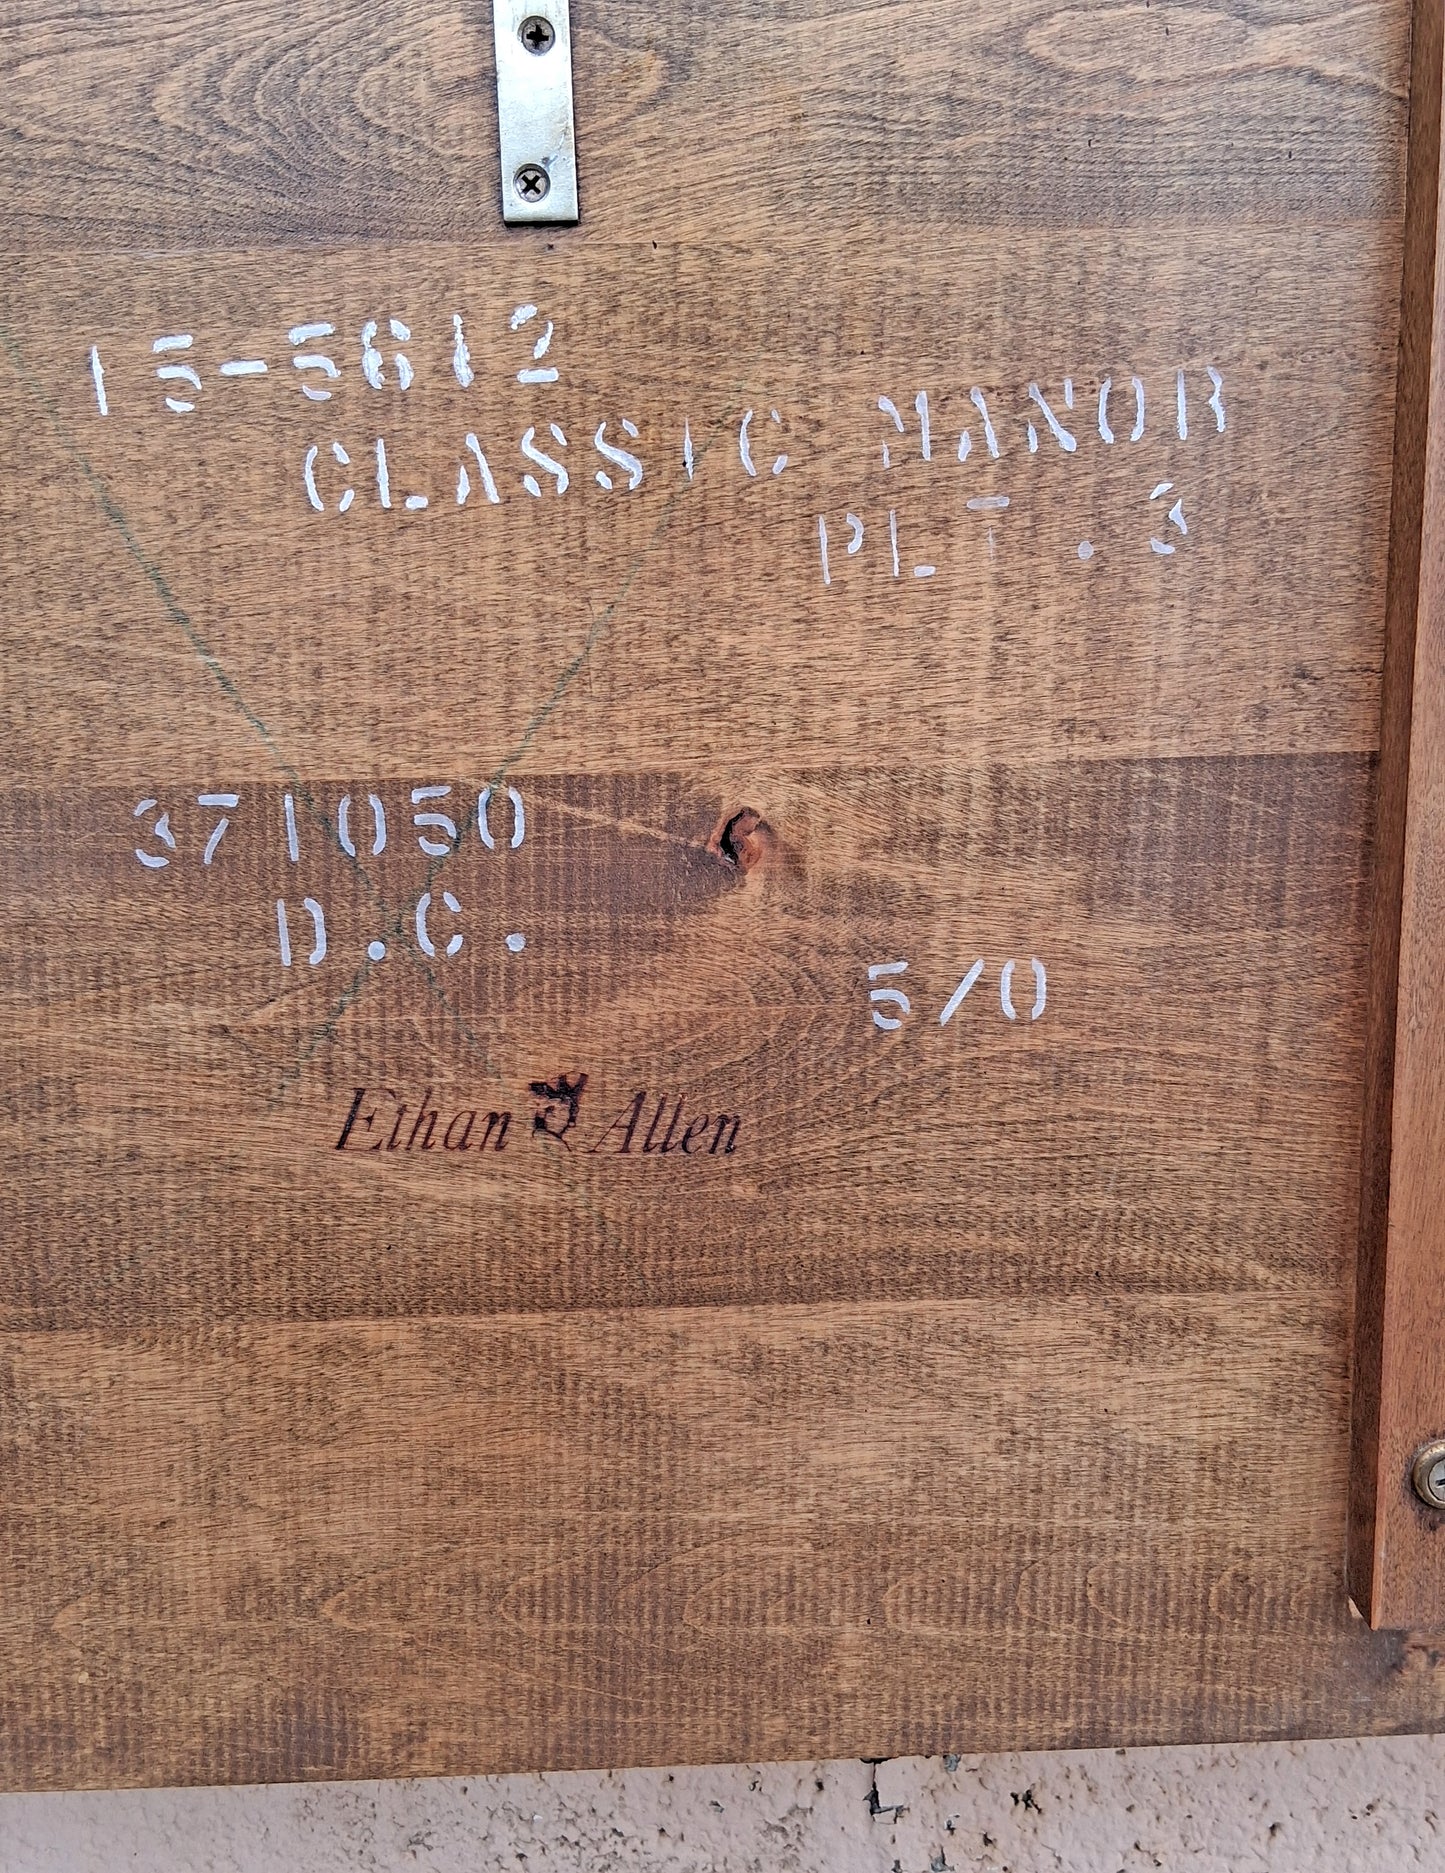 15-5612
CLASSIC MANOR
PLT.3
371050
D.C.
5/0
Ethan Allen